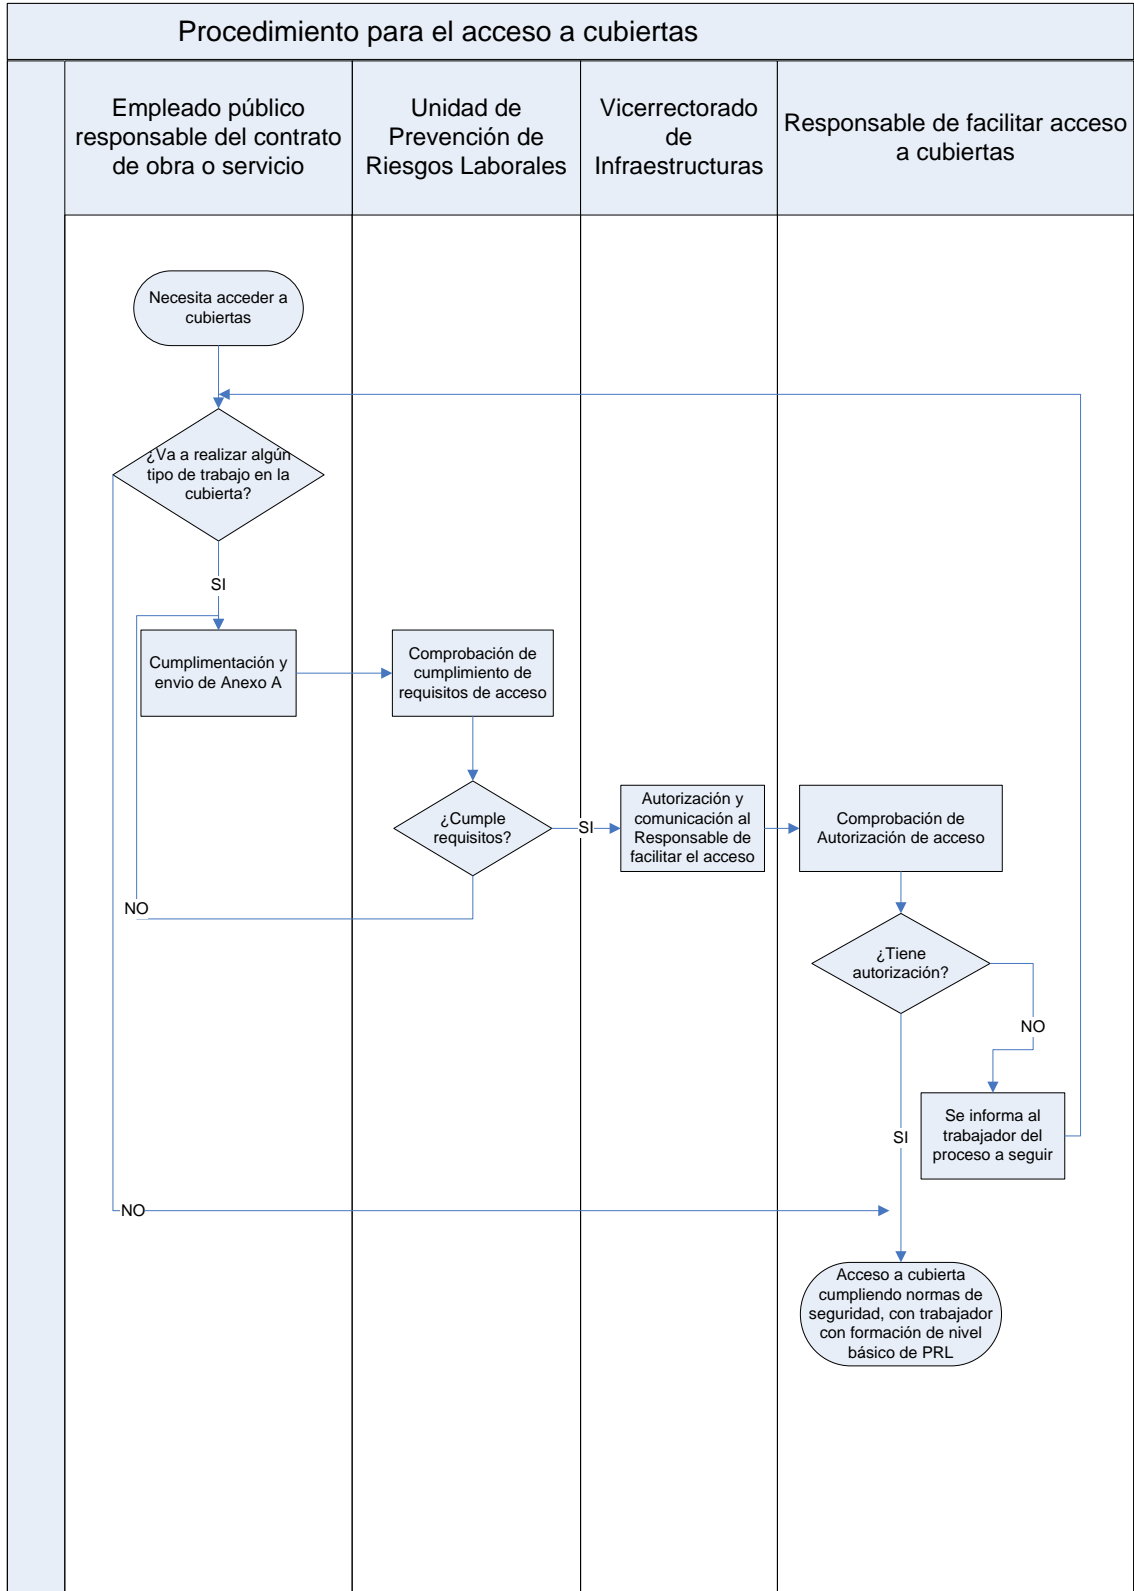 Procedimiento para el acceso a cubiertas
Empleado público
responsable del contrato
de obra o servicio
Unidad de
Prevención de
Riesgos Laborales
Vicerrectorado
de
Infraestructuras
Responsable de facilitar acceso
a cubiertas
Necesita acceder a
cubiertas
¿Va a realizar algún
tipo de trabajo en la
cubierta?
SI
Cumplimentación y
envio de Anexo A
Comprobación de
cumplimiento de
requisitos de acceso
¿Cumple
requisitos?
SI
Autorización y
comunicación al
Responsable de
facilitar el acceso
Comprobación de
Autorización de acceso
NO
¿Tiene
autorización?
NO
Se informa al
trabajador del
proceso a seguir
SI
NO
Acceso a cubierta
cumpliendo normas de
seguridad, con trabajador
con formación de nivel
básico de PRL